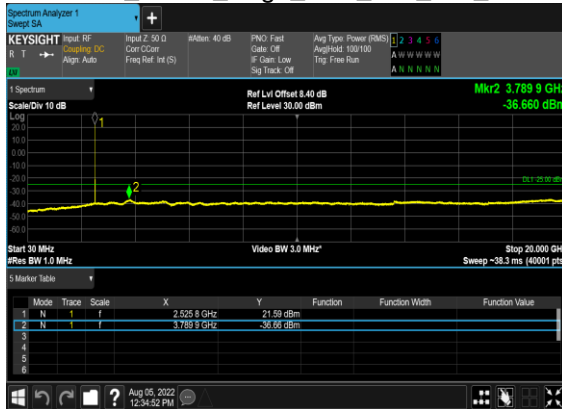 Spectrum Analyzer 1
Swept SA
+
KEYSIGHT Input: RF Input Z: 50 Ω #Atten: 40 dB PNO: Fast Avg Type: Power (RMS) 1 2 3 4 5 6
R T Coupling: DC Corr CCorr Gate: Off Avg|Hold: 100/100 A W W W W W
Align: Auto Freq Ref: Int (S) IF Gain: Low Trig: Free Run
Sig Track: Off A N N N N N
1 Spectrum Ref Lvl Offset 8.40 dB Mkr2 3.789 9 GHz
Scale/Div 10 dB Ref Level 30.00 dBm -36.660 dBm
Log
20.0
10.0
0.00
-10.0
-20.0
-30.0
-40.0
-50.0
-60.0
1
2
DL1 -25.00 dBm
Start 30 MHz Video BW 3.0 MHz* Stop 20.000 GHz
#Res BW 1.0 MHz Sweep ~38.3 ms (40001 pts)
5 Marker Table
Mode Trace Scale X Y Function Function Width Function Value
1 N 1 f 2.525 8 GHz 21.59 dBm
2 N 1 f 3.789 9 GHz -36.66 dBm
3
4
5
6
? Aug 05, 2022
12:34:52 PM